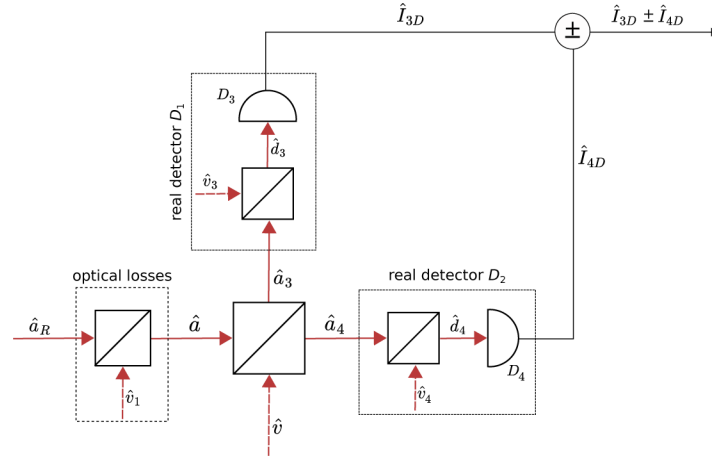 Î₃D
±
Î₃D ± Î₄D
D₃
real detector D₁
d̂₃
v̂₃
Î₄D
â₃
optical losses
real detector D₂
â_R
â
â₄
d̂₄
D₄
v̂₁
v̂₄
v̂